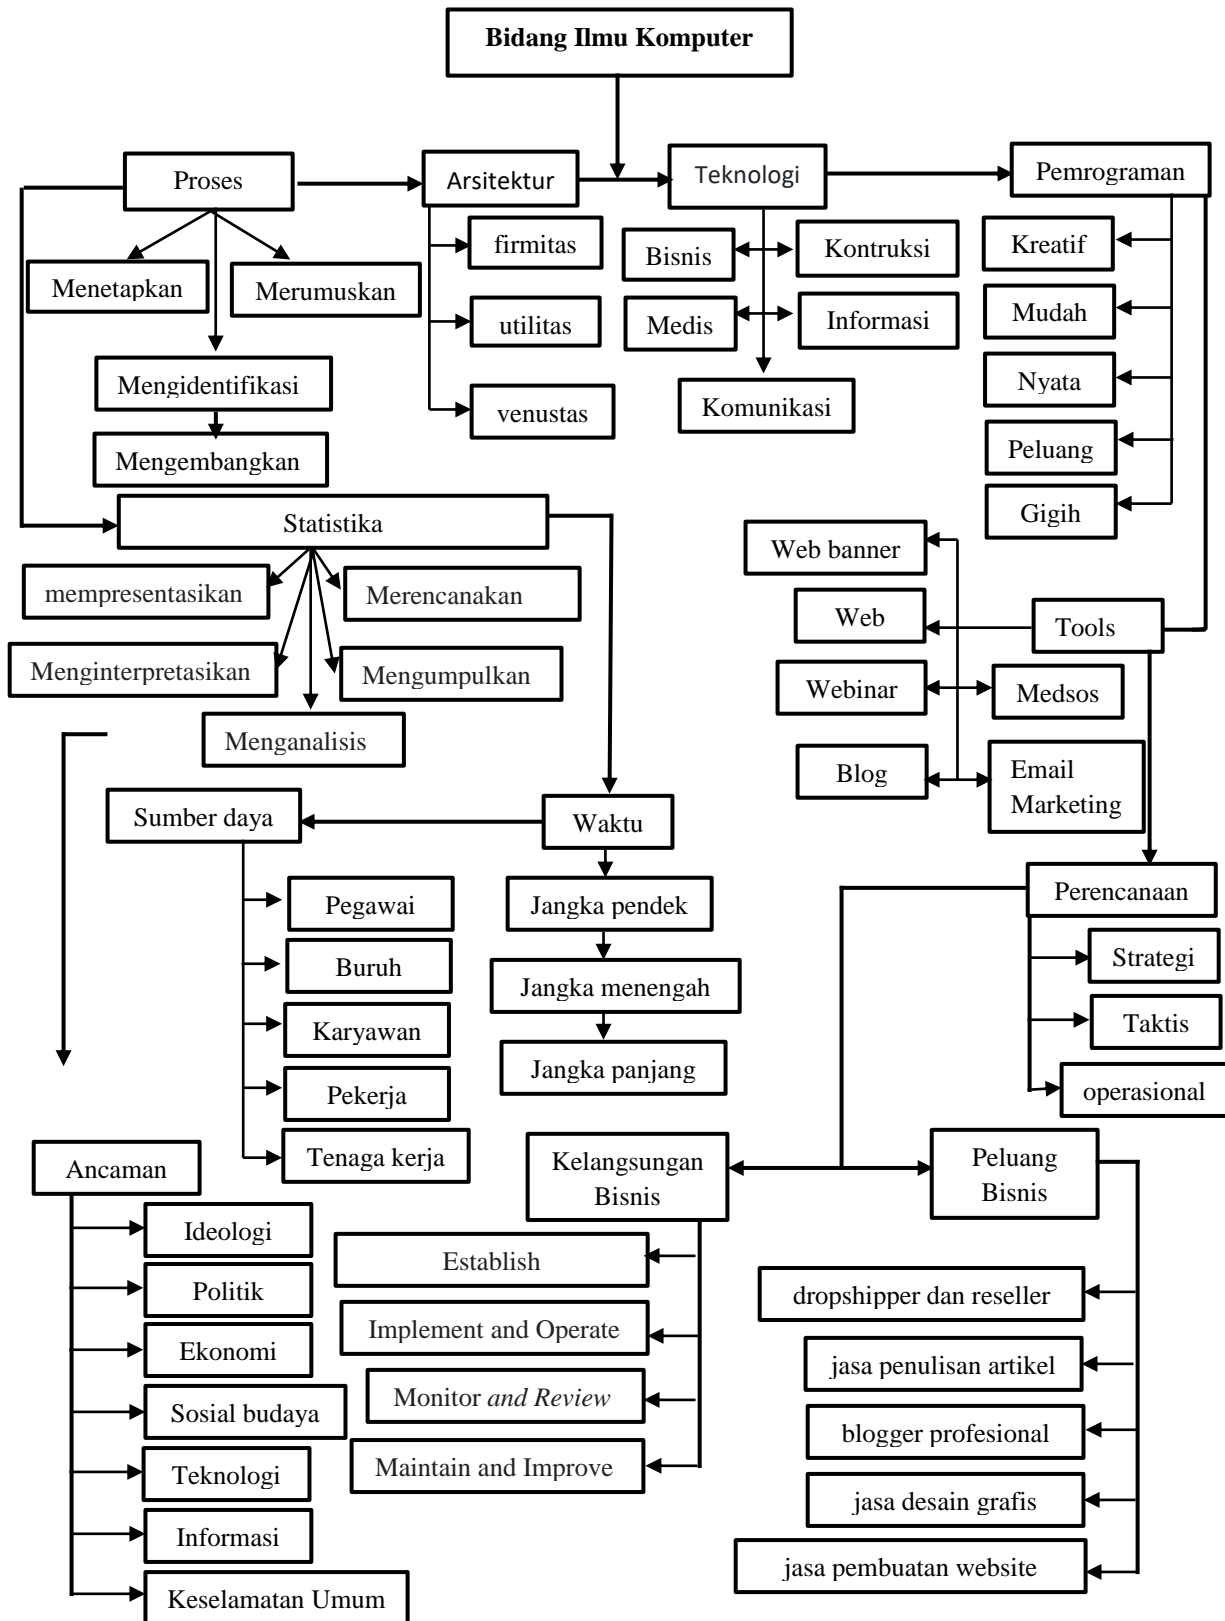 Bidang Ilmu Komputer
Proses
Arsitektur
Teknologi
Pemrograman
firmitas
Bisnis
Kontruksi
Kreatif
Menetapkan
Merumuskan
utilitas
Medis
Informasi
Mudah
Mengidentifikasi
venustas
Komunikasi
Nyata
Mengembangkan
Peluang
Statistika
Gigih
Web banner
mempresentasikan
Merencanakan
Web
Tools
Menginterpretasikan
Mengumpulkan
Webinar
Medsos
Menganalisis
Blog
Email
Marketing
Sumber daya
Waktu
Perencanaan
Pegawai
Jangka pendek
Strategi
Buruh
Jangka menengah
Taktis
Karyawan
Jangka panjang
Pekerja
operasional
Tenaga kerja
Ancaman
Kelangsungan
Bisnis
Peluang
Bisnis
Ideologi
Establish
Politik
dropshipper dan reseller
Implement and Operate
Ekonomi
jasa penulisan artikel
Monitor and Review
Sosial budaya
blogger profesional
Maintain and Improve
Teknologi
jasa desain grafis
Informasi
jasa pembuatan website
Keselamatan Umum